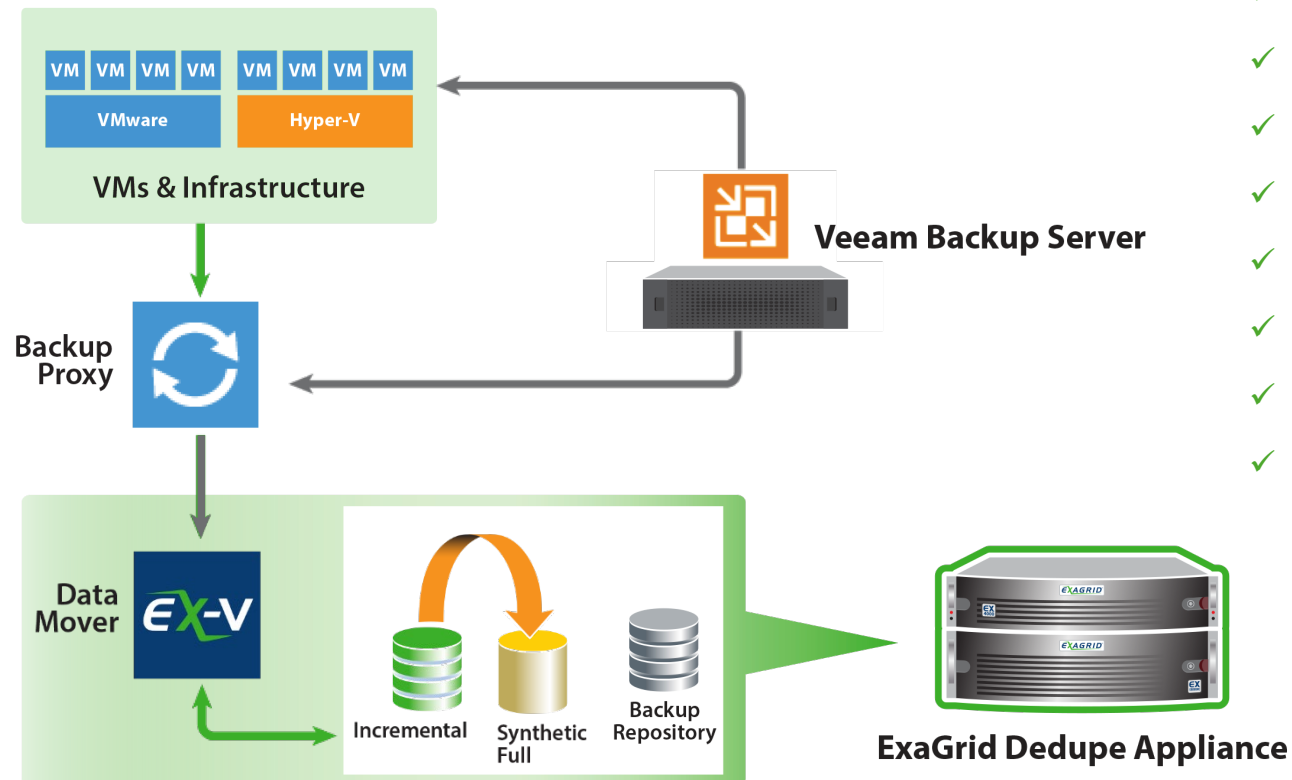 VM VM VM VM VM VM VM VM
VMware Hyper-V
VMs & Infrastructure
Veeam Backup Server
Backup
Proxy
Data
Mover
EX-V
Incremental
Synthetic
Full
Backup
Repository
EXAGRID
EX
EXAGRID
EX
ExaGrid Dedupe Appliance